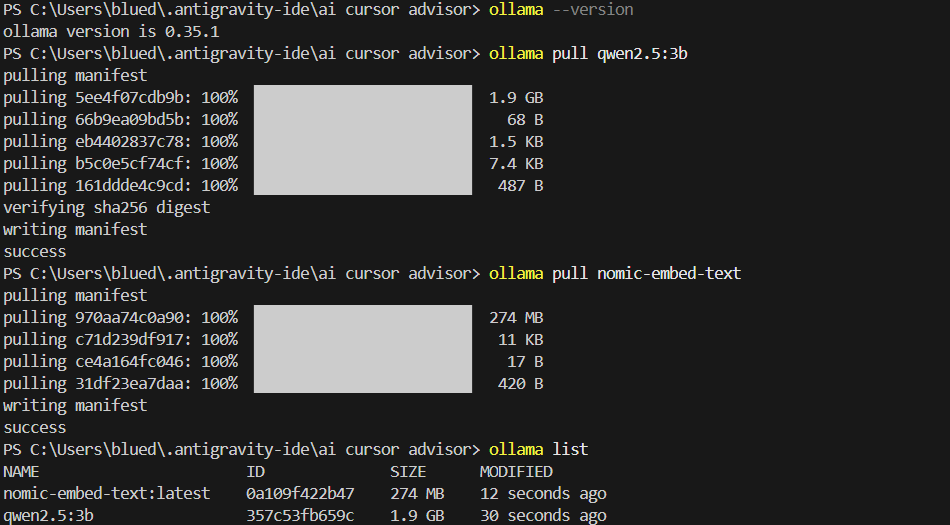 PS C:\Users\blued\.antigravity-ide\ai cursor advisor> ollama --version
ollama version is 0.35.1
PS C:\Users\blued\.antigravity-ide\ai cursor advisor> ollama pull qwen2.5:3b
pulling manifest
pulling 5ee4f07cdb9b: 100% 1.9 GB
pulling 66b9ea09bd5b: 100% 68 B
pulling eb4402837c78: 100% 1.5 KB
pulling b5c0e5cf74cf: 100% 7.4 KB
pulling 161ddde4c9cd: 100% 487 B
verifying sha256 digest
writing manifest
success
PS C:\Users\blued\.antigravity-ide\ai cursor advisor> ollama pull nomic-embed-text
pulling manifest
pulling 970aa74c0a90: 100% 274 MB
pulling c71d239df917: 100% 11 KB
pulling ce4a164fc046: 100% 17 B
pulling 31df23ea7daa: 100% 420 B
writing manifest
success
PS C:\Users\blued\.antigravity-ide\ai cursor advisor> ollama list
NAME ID SIZE MODIFIED
nomic-embed-text:latest 0a109f422b47 274 MB 12 seconds ago
qwen2.5:3b 357c53fb659c 1.9 GB 30 seconds ago